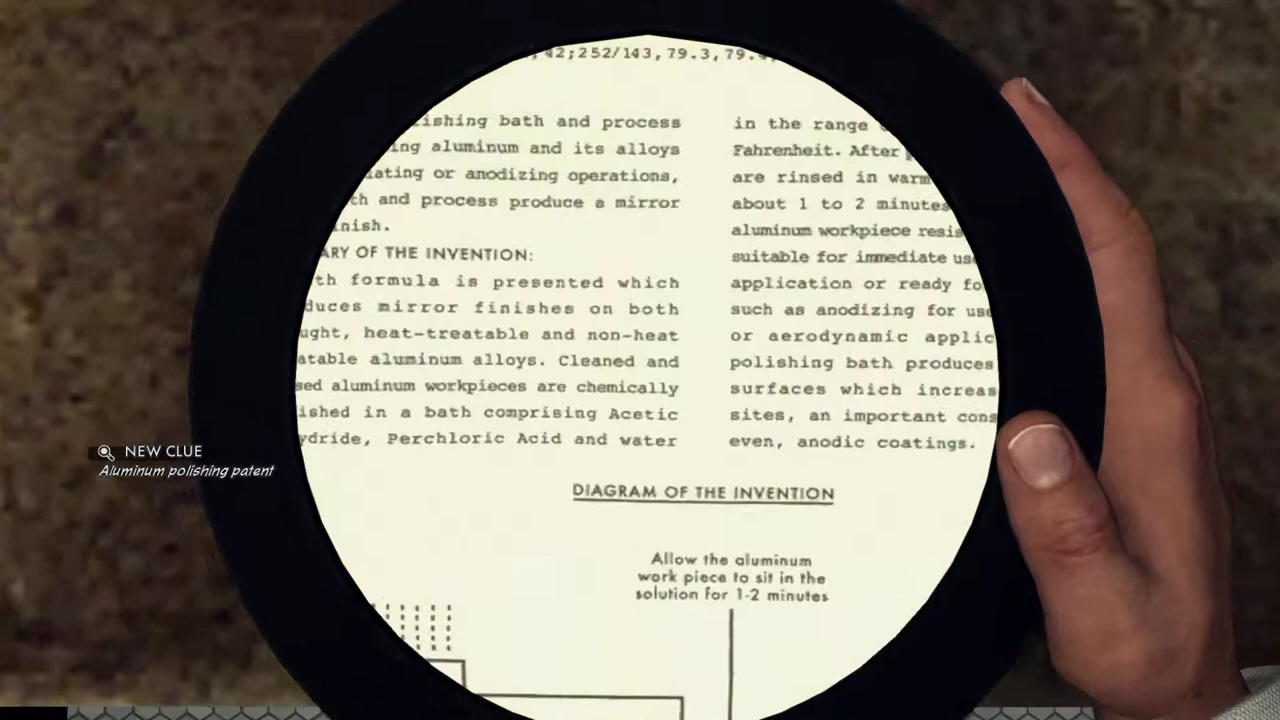 42;252/143,79.3,79.
ishing bath and process
ing aluminum and its alloys
ating or anodizing operations,
th and process produce a mirror
inish.
ARY OF THE INVENTION:
th formula is presented which
duces mirror finishes on both
ught, heat-treatable and non-heat
atable aluminum alloys. Cleaned and
sed aluminum workpieces are chemically
ished in a bath comprising Acetic
ydride, Perchloric Acid and water
in the range
Fahrenheit. After
are rinsed in warm
about 1 to 2 minutes
aluminum workpiece resis
suitable for immediate us
application or ready fo
such as anodizing for use
or aerodynamic applic
polishing bath produces
surfaces which increas
sites, an important cons
even, anodic coatings.
NEW CLUE
Aluminum polishing patent
DIAGRAM OF THE INVENTION
Allow the aluminum
work piece to sit in the
solution for 1-2 minutes